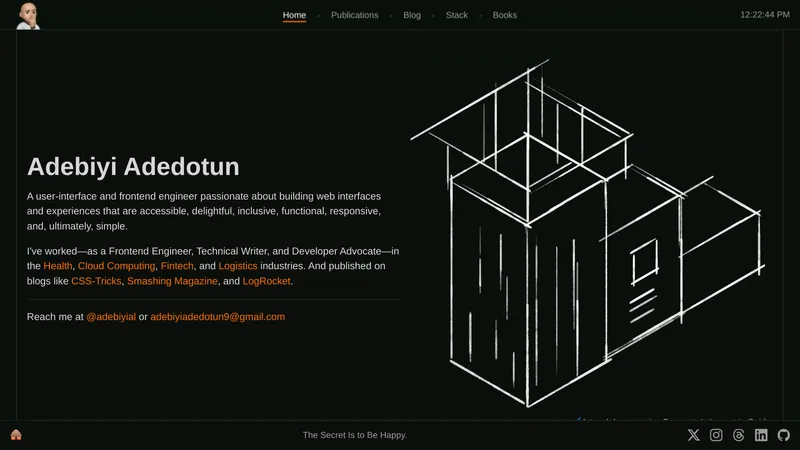 Home
Publications
Blog
Stack
Books
12:22:44 PM
Adebiyi Adedotun
A user-interface and frontend engineer passionate about building web interfaces
and experiences that are accessible, delightful, inclusive, functional, responsive,
and, ultimately, simple.
I've worked—as a Frontend Engineer, Technical Writer, and Developer Advocate—in
the Health, Cloud Computing, Fintech, and Logistics industries. And published on
blogs like CSS-Tricks, Smashing Magazine, and LogRocket.
Reach me at @adebiyial or adebiyiadedotun9@gmail.com
The Secret Is to Be Happy.